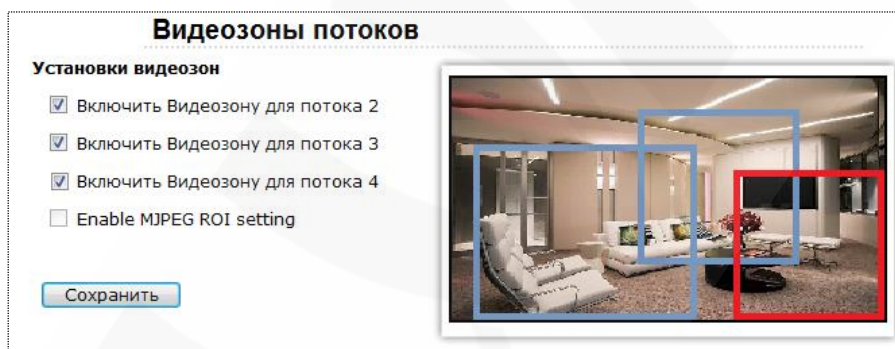 Видеозоны потоков
Установки видеозон
Включить Видеозону для потока 2
Включить Видеозону для потока 3
Включить Видеозону для потока 4
Enable MJPEG ROI setting
Сохранить